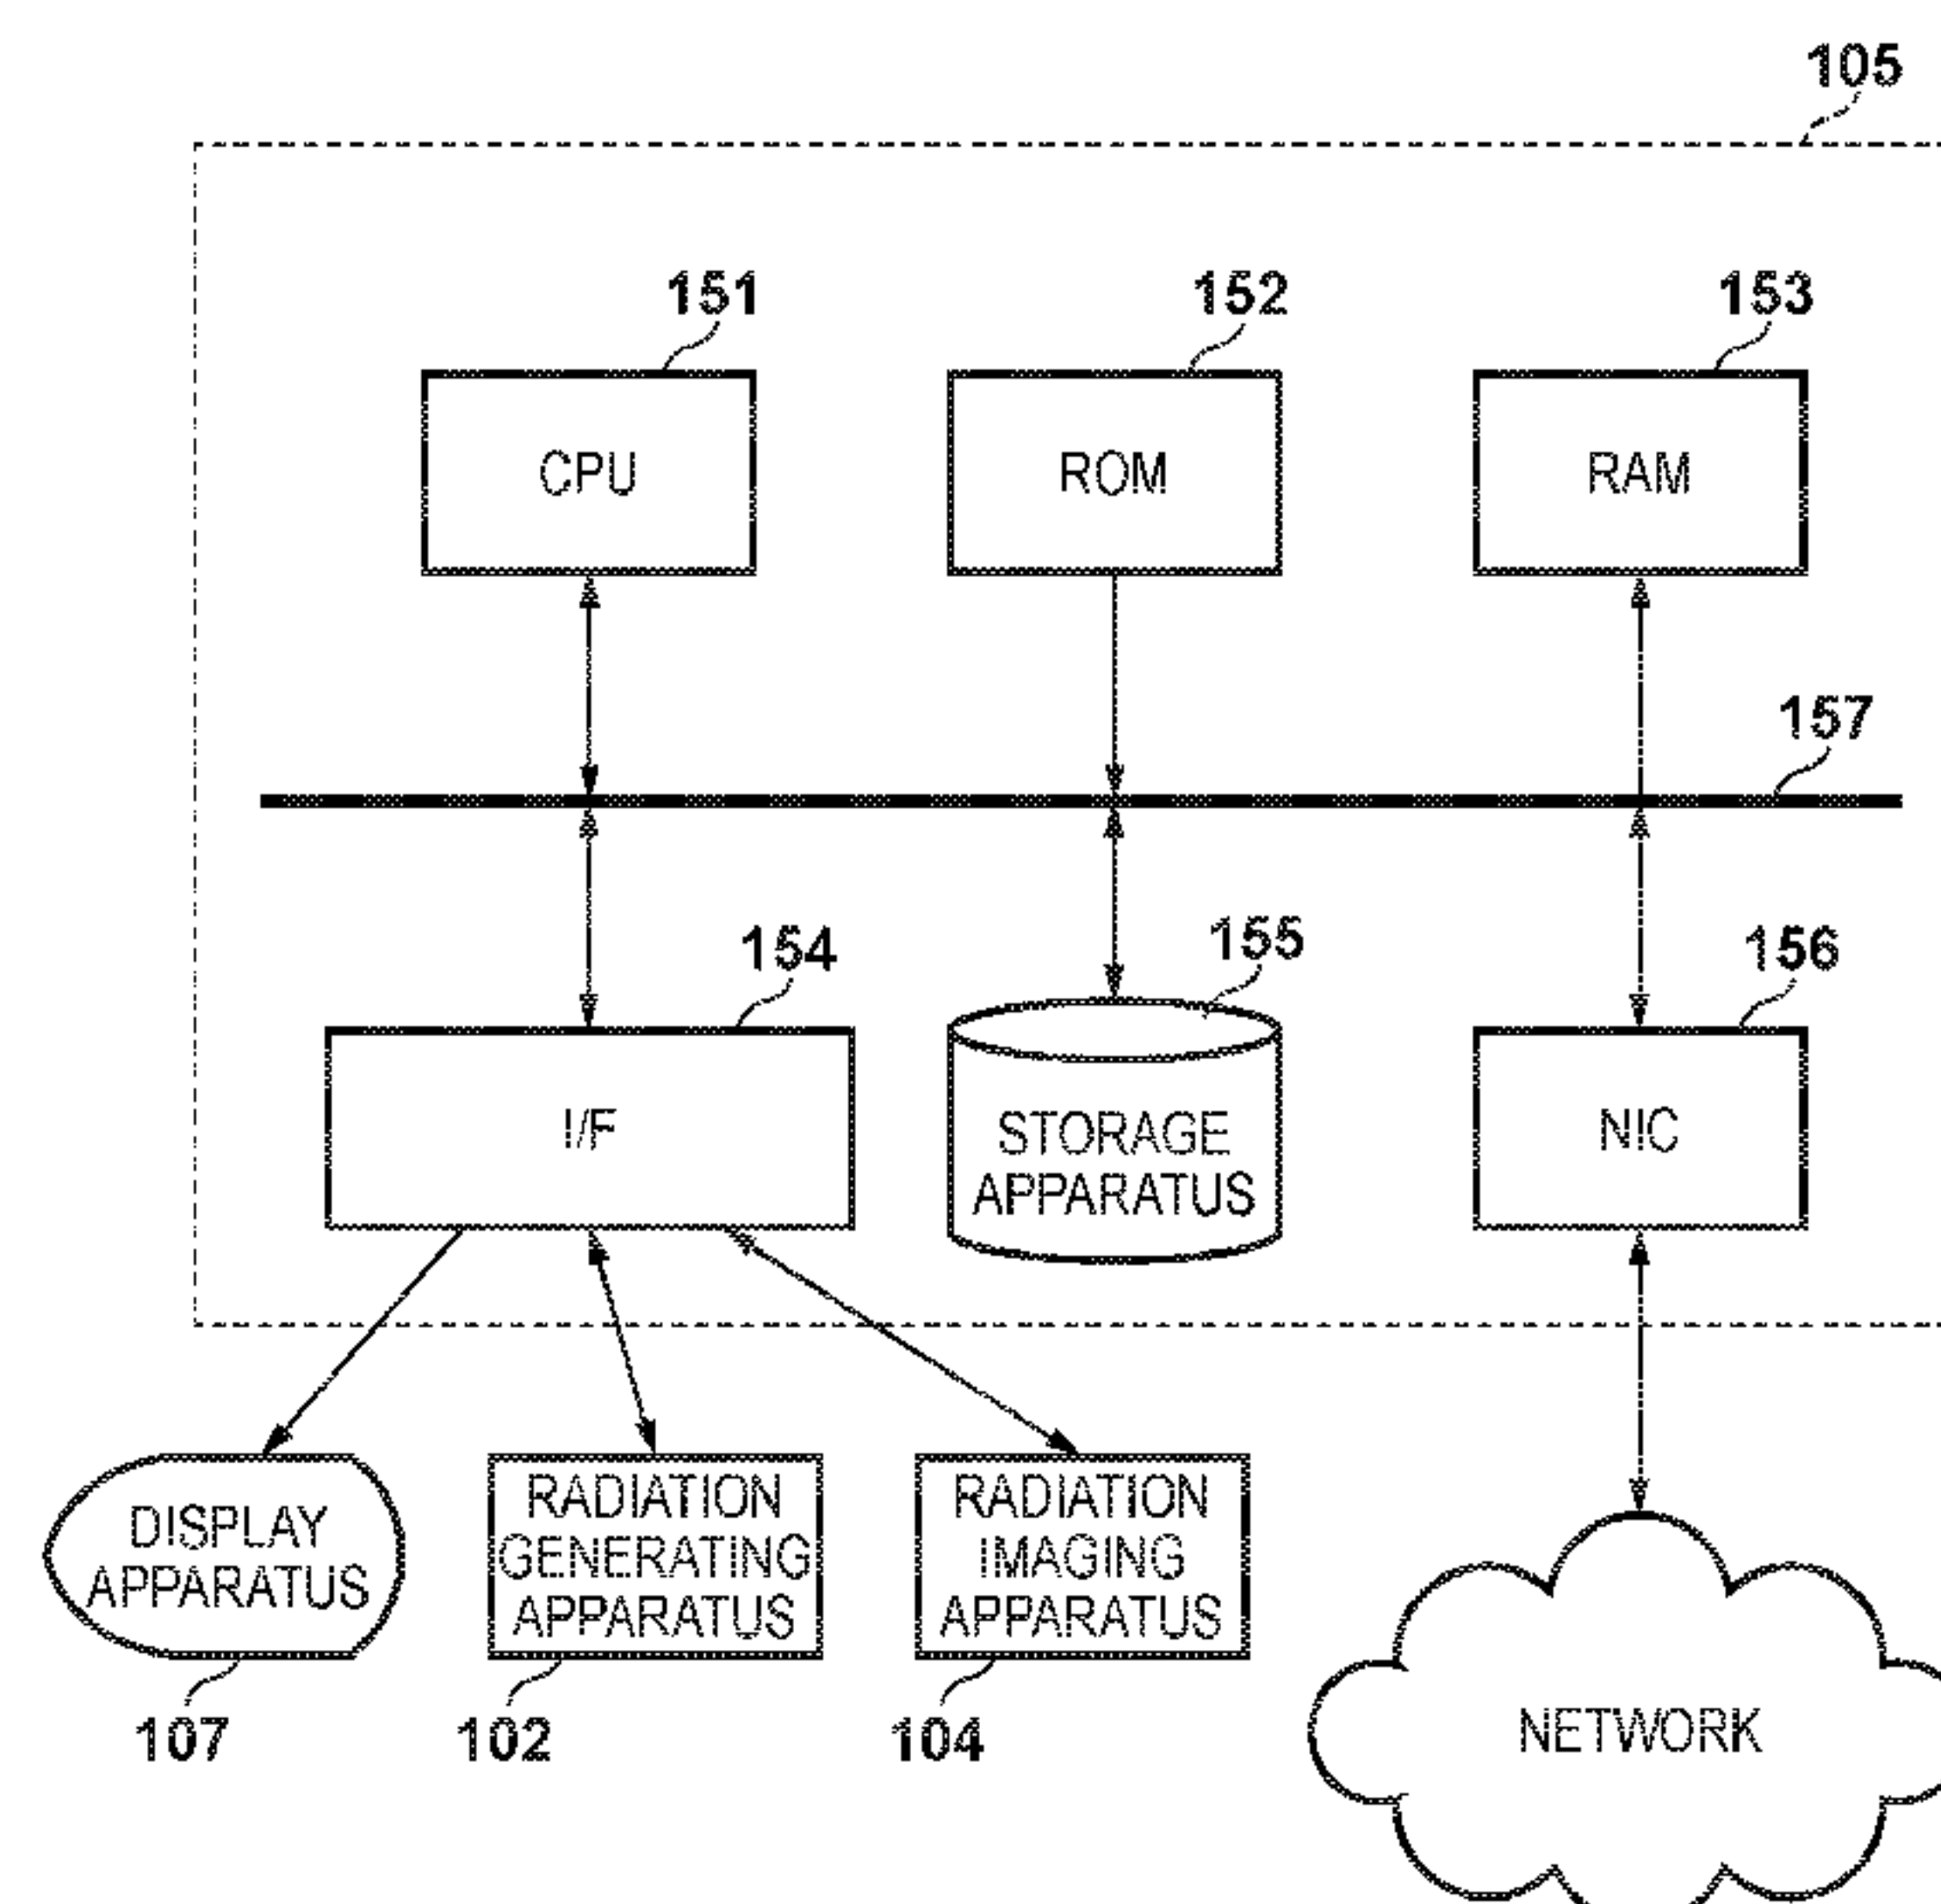 105
151
152
153
CPU
ROM
RAM
157
154
155
156
I/F
STORAGE
APPARATUS
NIC
DISPLAY
APPARATUS
RADIATION
GENERATING
APPARATUS
RADIATION
IMAGING
APPARATUS
107
102
104
NETWORK